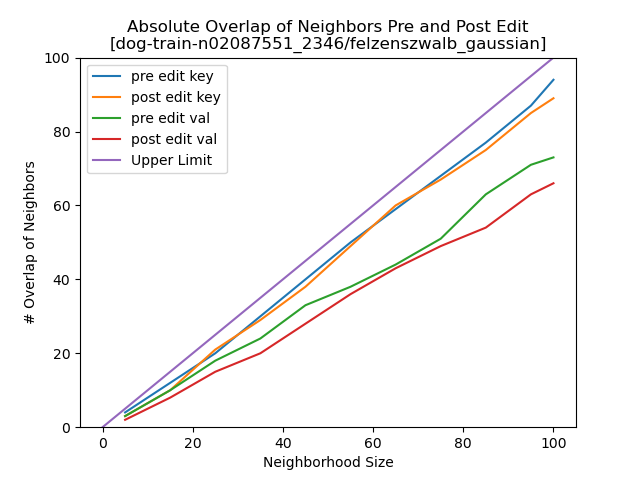 Absolute Overlap of Neighbors Pre and Post Edit
[dog-train-n02087551_2346/felzenszwalb_gaussian]
pre edit key
post edit key
pre edit val
post edit val
Upper Limit
# Overlap of Neighbors
100
80
60
40
20
0
0 20 40 60 80 100
Neighborhood Size